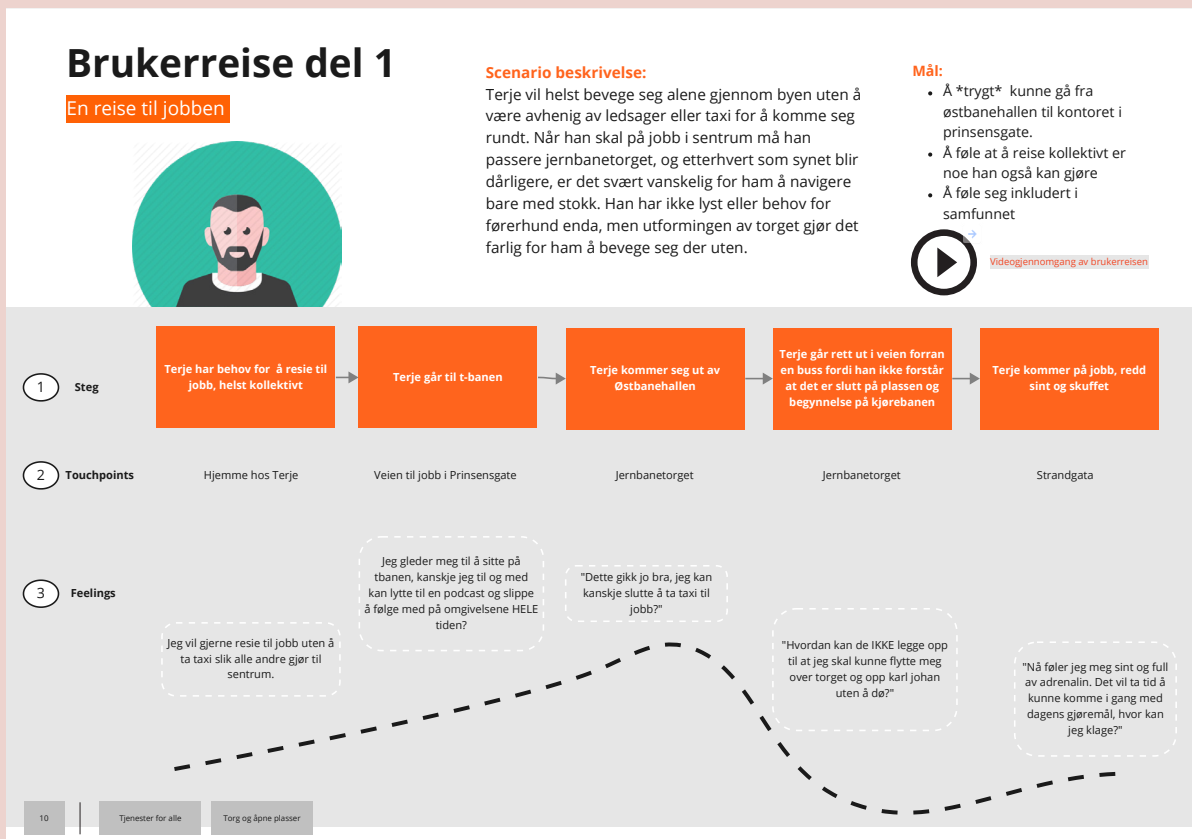 Brukerreise del 1
En reise til jobben
Scenario beskrivelse:
Terje vil helst bevege seg alene gjennom byen uten å
være avhenig av ledsager eller taxi for å komme seg
rundt. Når han skal på jobb i sentrum må han
passere jernbanetorget, og etterhvert som synet blir
dårligere, er det svært vanskelig for ham å navigere
bare med stokk. Han har ikke lyst eller behov for
førerhund enda, men utformingen av torget gjør det
farlig for ham å bevege seg der uten.
Mål:
• Å *trygt* kunne gå fra
østbanehallen til kontoret i
prinsensgate.
• Å føle at å reise kollektivt er
noe han også kan gjøre
• Å føle seg inkludert i
samfunnet
Videogjennomgang av brukerreisen
1 Steg
Terje har behov for å resie til
jobb, helst kollektivt
Terje går til t-banen
Terje kommer seg ut av
Østbanehallen
Terje går rett ut i veien forran
en buss fordi han ikke forstår
at det er slutt på plassen og
begynnelse på kjørebanen
Terje kommer på jobb, redd
sint og skuffet
2 Touchpoints
Hjemme hos Terje
Veien til jobb i Prinsensgate
Jernbanetorget
Jernbanetorget
Strandgata
3 Feelings
Jeg vil gjerne resie til jobb uten å
ta taxi slik alle andre gjør til
sentrum.
Jeg gleder meg til å sitte på
tbanen, kanskje jeg til og med
kan lytte til en podcast og slippe
å følge med på omgivelsene HELE
tiden?
"Dette gikk jo bra, jeg kan
kanskje slutte å ta taxi til
jobb?"
"Hvordan kan de IKKE legge opp
til at jeg skal kunne flytte meg
over torget og opp karl johan
uten å dø?"
"Nå føler jeg meg sint og full
av adrenalin. Det vil ta tid å
kunne komme i gang med
dagens gjøremål, hvor kan
jeg klage?"
10
Tjenester for alle
Torg og åpne plasser